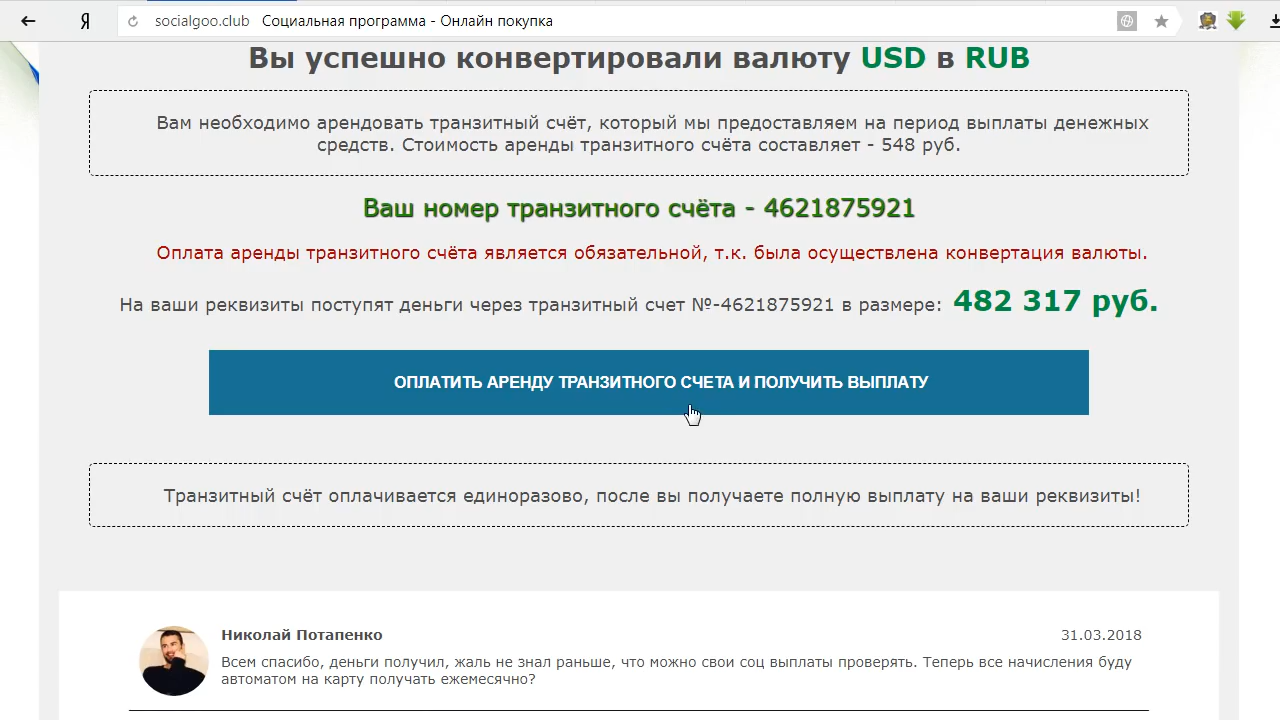 Я socialgoo.club Социальная программа - Онлайн покупка
Вы успешно конвертировали валюту USD в RUB
Вам необходимо арендовать транзитный счёт, который мы предоставляем на период выплаты денежных
средств. Стоимость аренды транзитного счёта составляет - 548 руб.
Ваш номер транзитного счёта - 4621875921
Оплата аренды транзитного счёта является обязательной, т.к. была осуществлена конвертация валюты.
На ваши реквизиты поступят деньги через транзитный счет №-4621875921 в размере: 482 317 руб.
ОПЛАТИТЬ АРЕНДУ ТРАНЗИТНОГО СЧЕТА И ПОЛУЧИТЬ ВЫПЛАТУ
Транзитный счёт оплачивается единоразово, после вы получаете полную выплату на ваши реквизиты!
Николай Потапенко 31.03.2018
Всем спасибо, деньги получил, жаль не знал раньше, что можно свои соц выплаты проверять. Теперь все начисления буду
автоматом на карту получать ежемесячно?